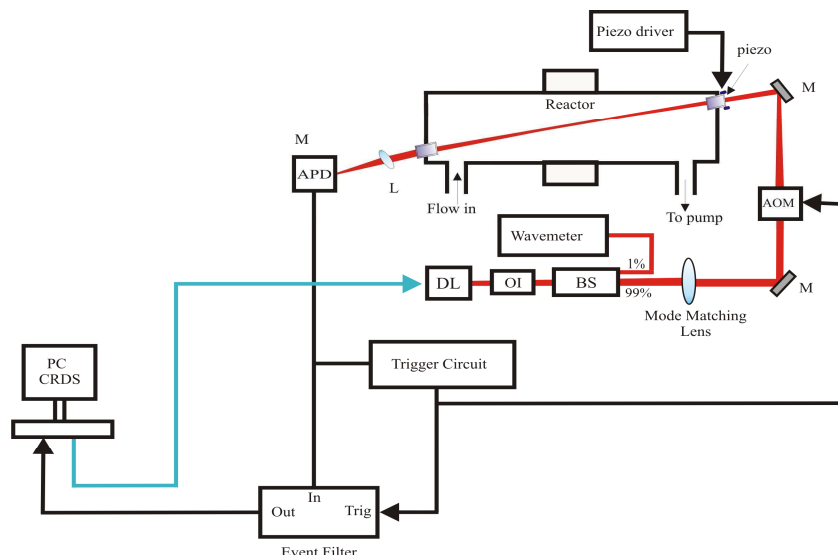 Piezo driver
piezo
M
Reactor
M
APD
L
AOM
Flow in
To pump
Wavemeter
1%
DL
OI
BS
99%
M
Mode Matching
Lens
PC
CRDS
Trigger Circuit
In
Out
Trig
Event Filter